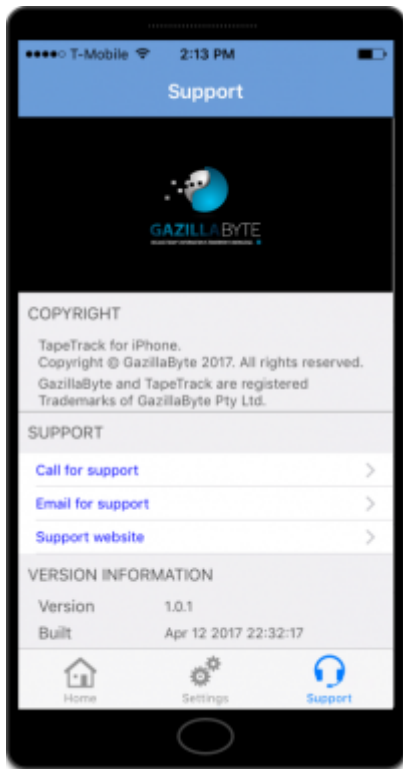 T-Mobile 2:13 PM
Support
GAZILLABYTE
COPYRIGHT
TapeTrack for iPhone.
Copyright © GazillaByte 2017. All rights reserved.
GazillaByte and TapeTrack are registered
Trademarks of GazillaByte Pty Ltd.
SUPPORT
Call for support
Email for support
Support website
VERSION INFORMATION
Version 1.0.1
Built Apr 12 2017 22:32:17
Home Settings Support